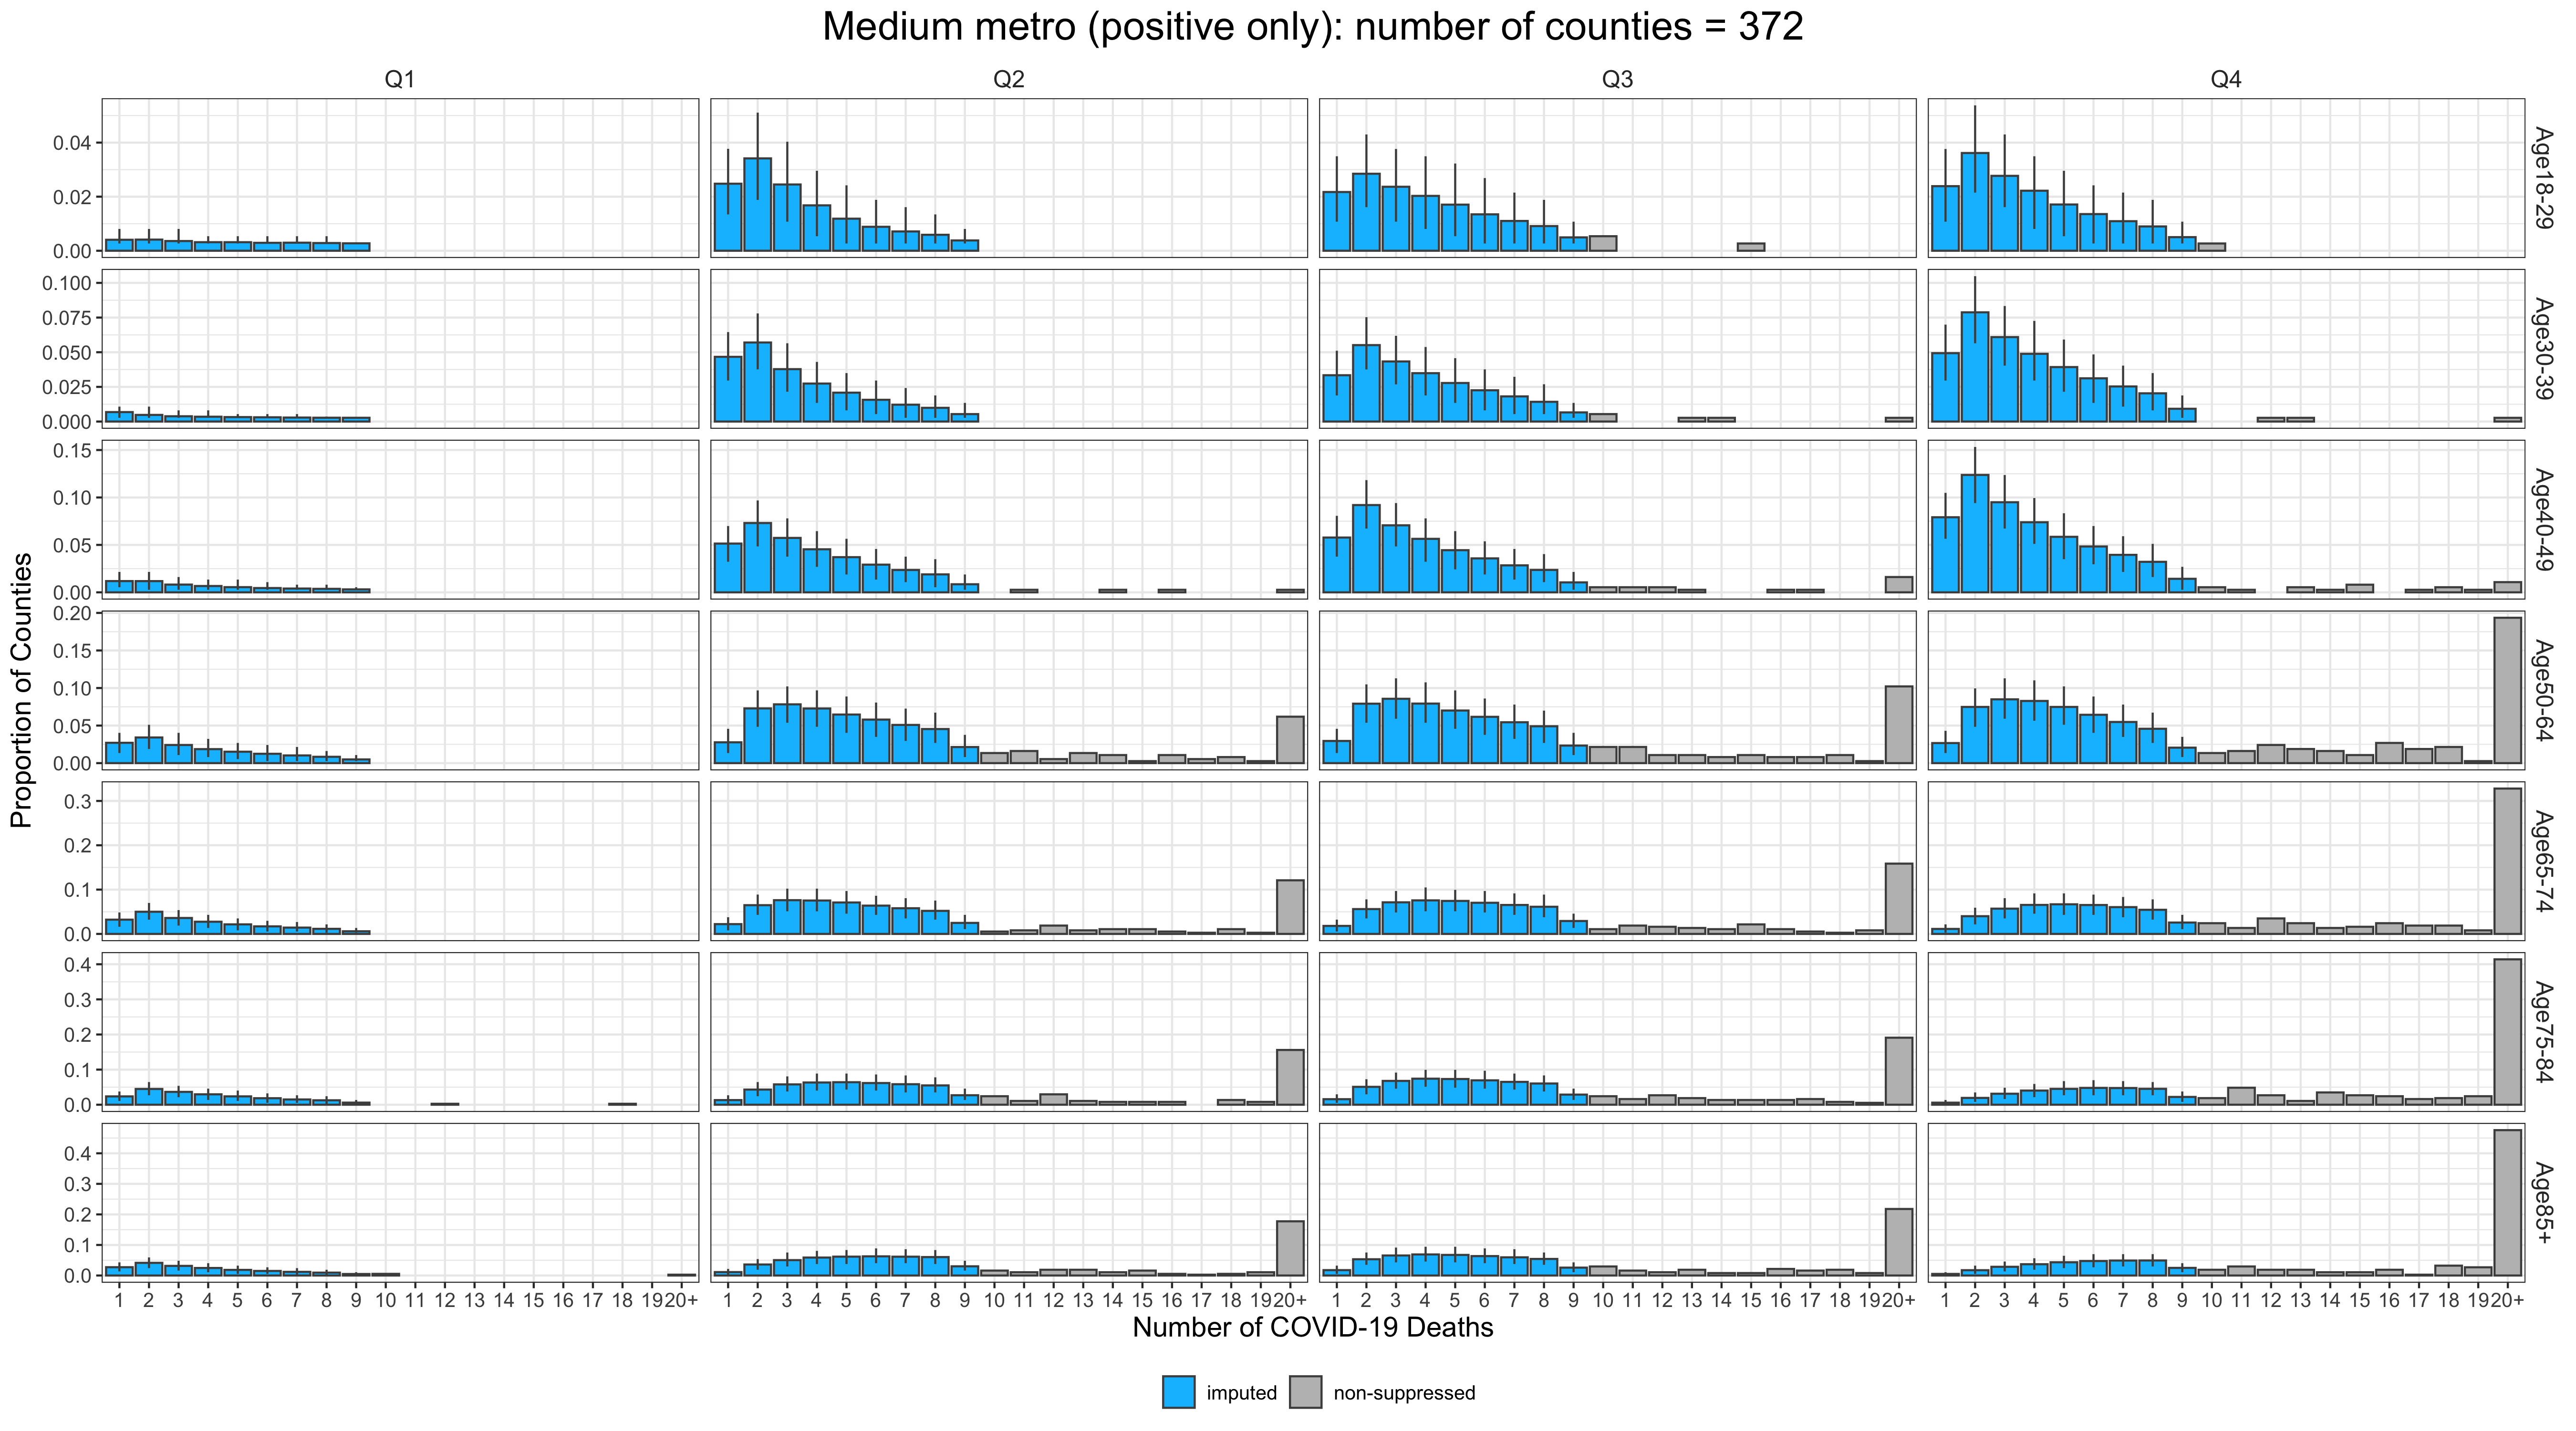 Medium metro (positive only): number of counties = 372
Q1 Q2 Q3 Q4
0.04
0.02
0.00
Age18-29
0.100
0.075
0.050
0.025
0.000
Age30-39
0.15
0.10
0.05
0.00
Age40-49
0.20
0.15
0.10
0.05
0.00
Age50-64
0.3
0.2
0.1
0.0
Age65-74
0.4
0.3
0.2
0.1
0.0
Age75-84
0.4
0.3
0.2
0.1
0.0
Age85+
Proportion of Counties
1 2 3 4 5 6 7 8 9 10 11 12 13 14 15 16 17 18 19 20+ 1 2 3 4 5 6 7 8 9 10 11 12 13 14 15 16 17 18 19 20+ 1 2 3 4 5 6 7 8 9 10 11 12 13 14 15 16 17 18 19 20+ 1 2 3 4 5 6 7 8 9 10 11 12 13 14 15 16 17 18 19 20+
Number of COVID-19 Deaths
imputed non-suppressed